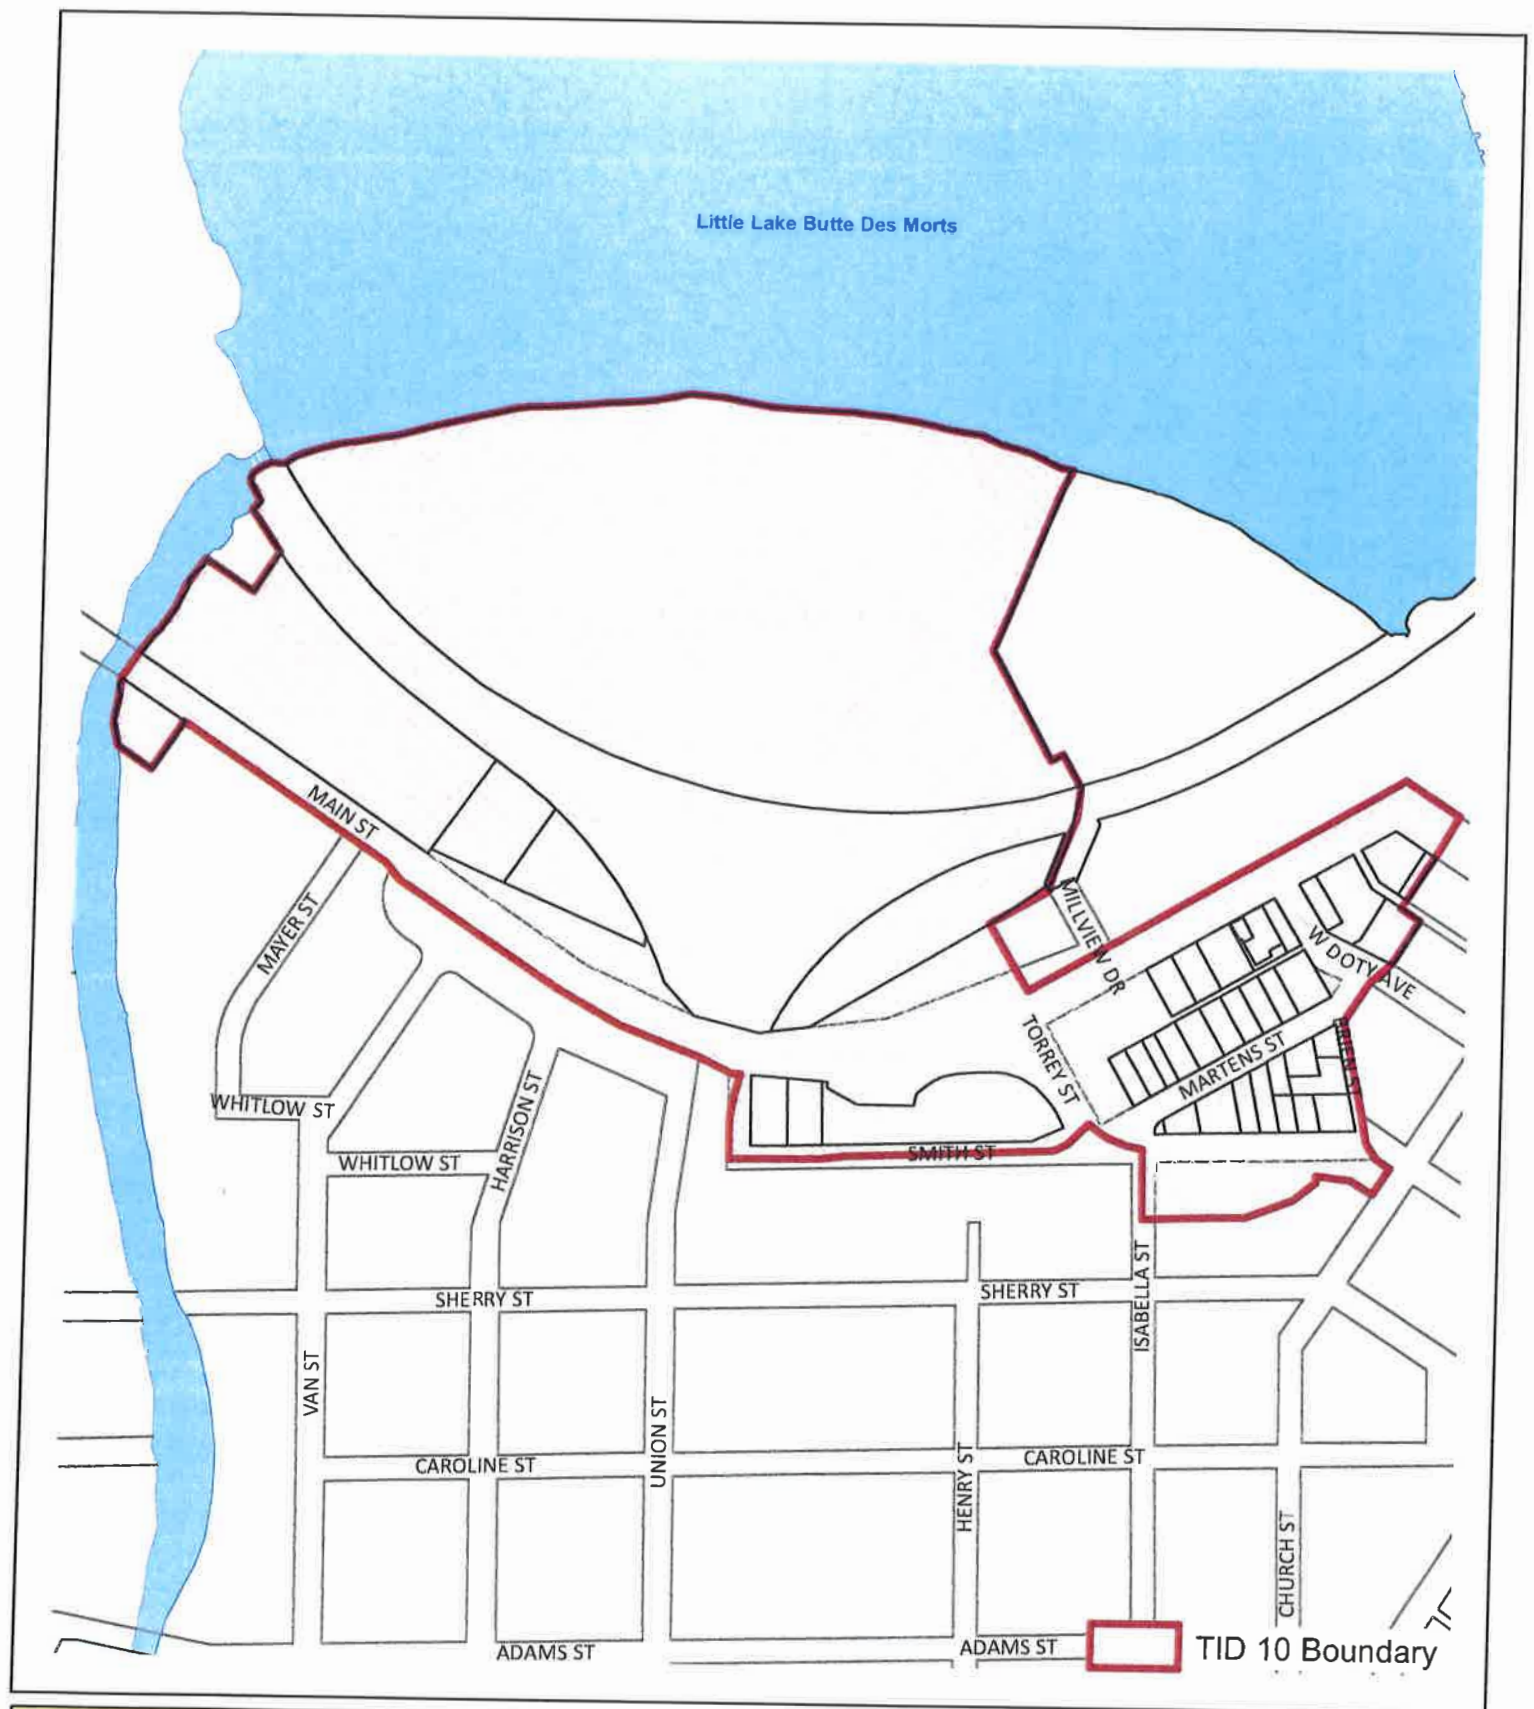 Little Lake Butte Des Morts
MAIN ST
MAYER ST
MILLVIEW DR
W DOTY AVE
TORREY ST
MARTENS ST
WHITLOW ST
HARRISON ST
WHITLOW ST
SMITH ST
ISABELLA ST
SHERRY ST
SHERRY ST
VAN ST
UNION ST
CAROLINE ST
HENRY ST
CAROLINE ST
CHURCH ST
ADAMS ST
ADAMS ST
TID 10 Boundary